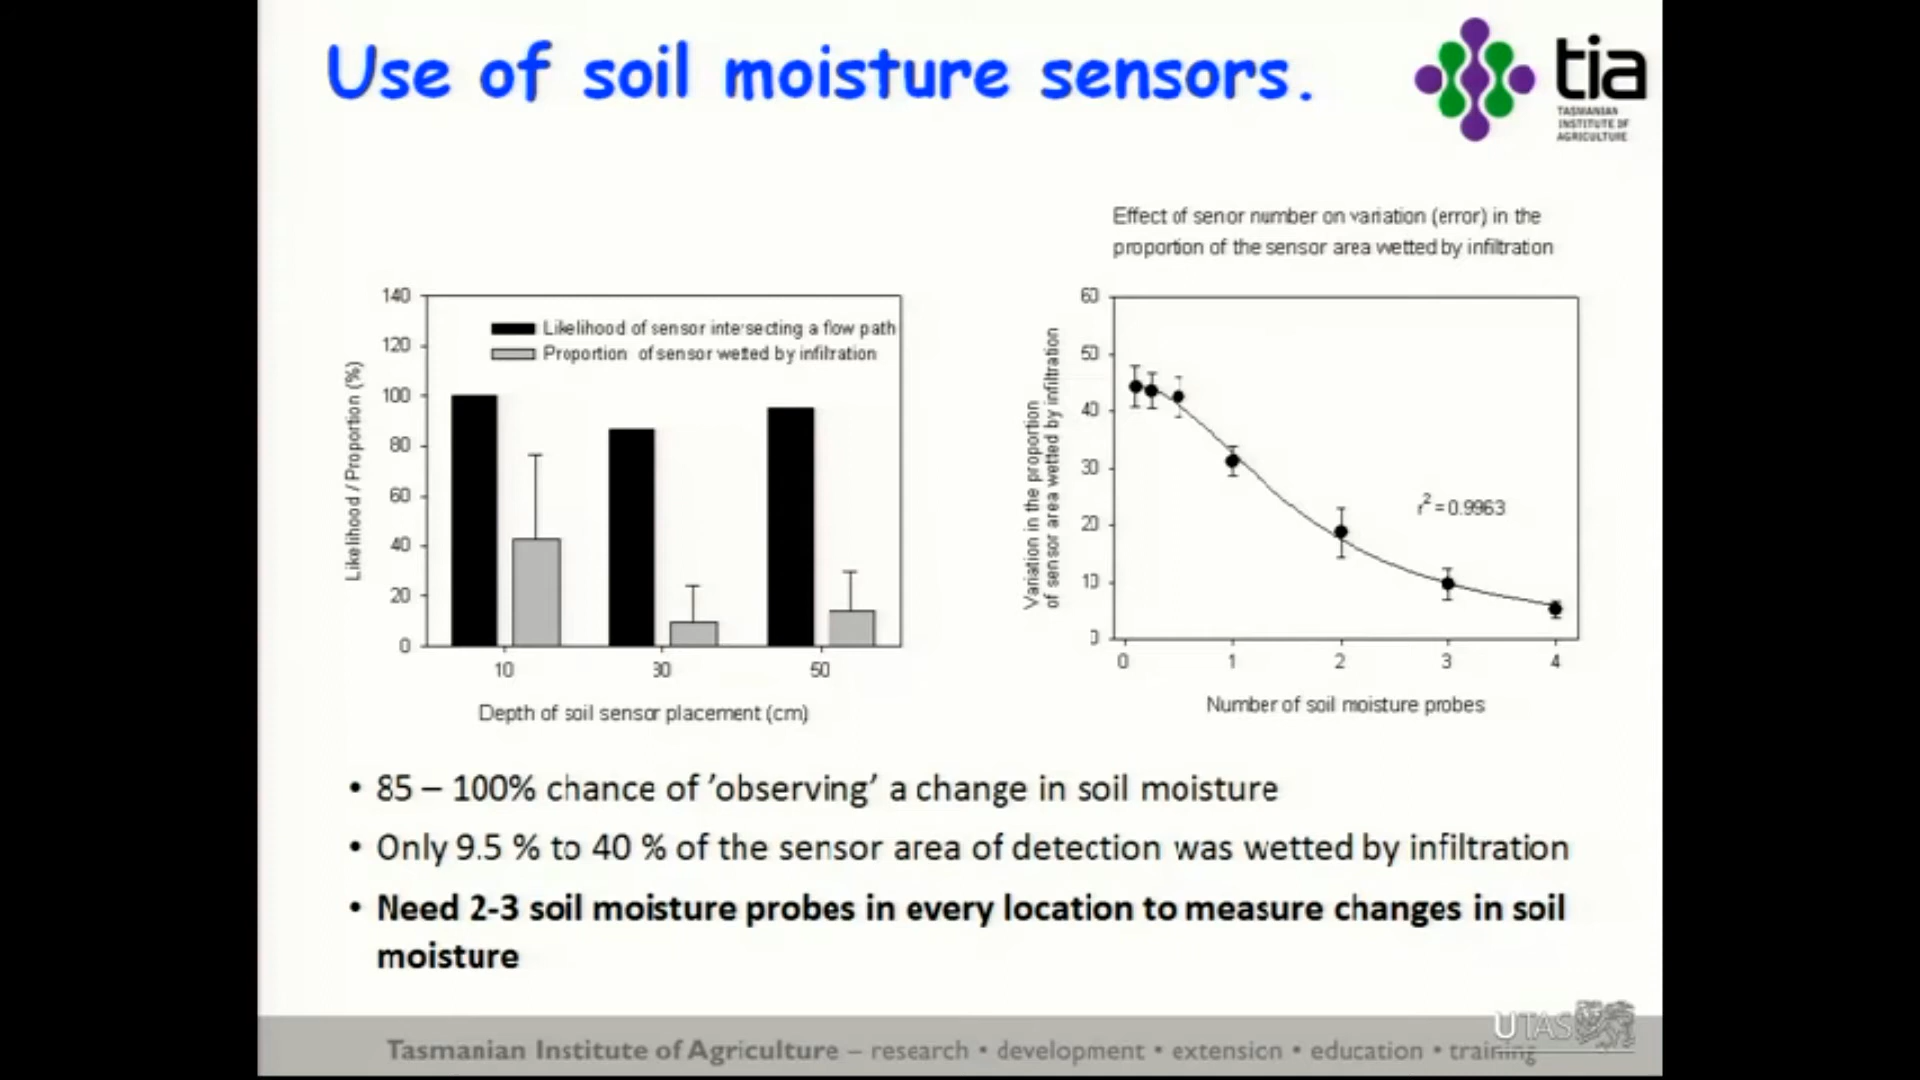 Use of soil moisture sensors.
tia
TASMANIAN
INSTITUTE OF
AGRICULTURE
140
120
100
80
60
40
20
0
Likelihood / Proportion (%)
Likelihood of sensor intersecting a flow path
Proportion of sensor wetted by infiltration
10 30 50
Depth of soil sensor placement (cm)
Effect of senor number on variation (error) in the
proportion of the sensor area wetted by infiltration
60
50
40
30
20
10
0
Variation in the proportion
of sensor area wetted by infiltration
r² = 0.9963
0 1 2 3 4
Number of soil moisture probes
• 85 – 100% chance of 'observing' a change in soil moisture
• Only 9.5 % to 40 % of the sensor area of detection was wetted by infiltration
• Need 2-3 soil moisture probes in every location to measure changes in soil
moisture
UTAS
Tasmanian Institute of Agriculture – research • development • extension • education • training